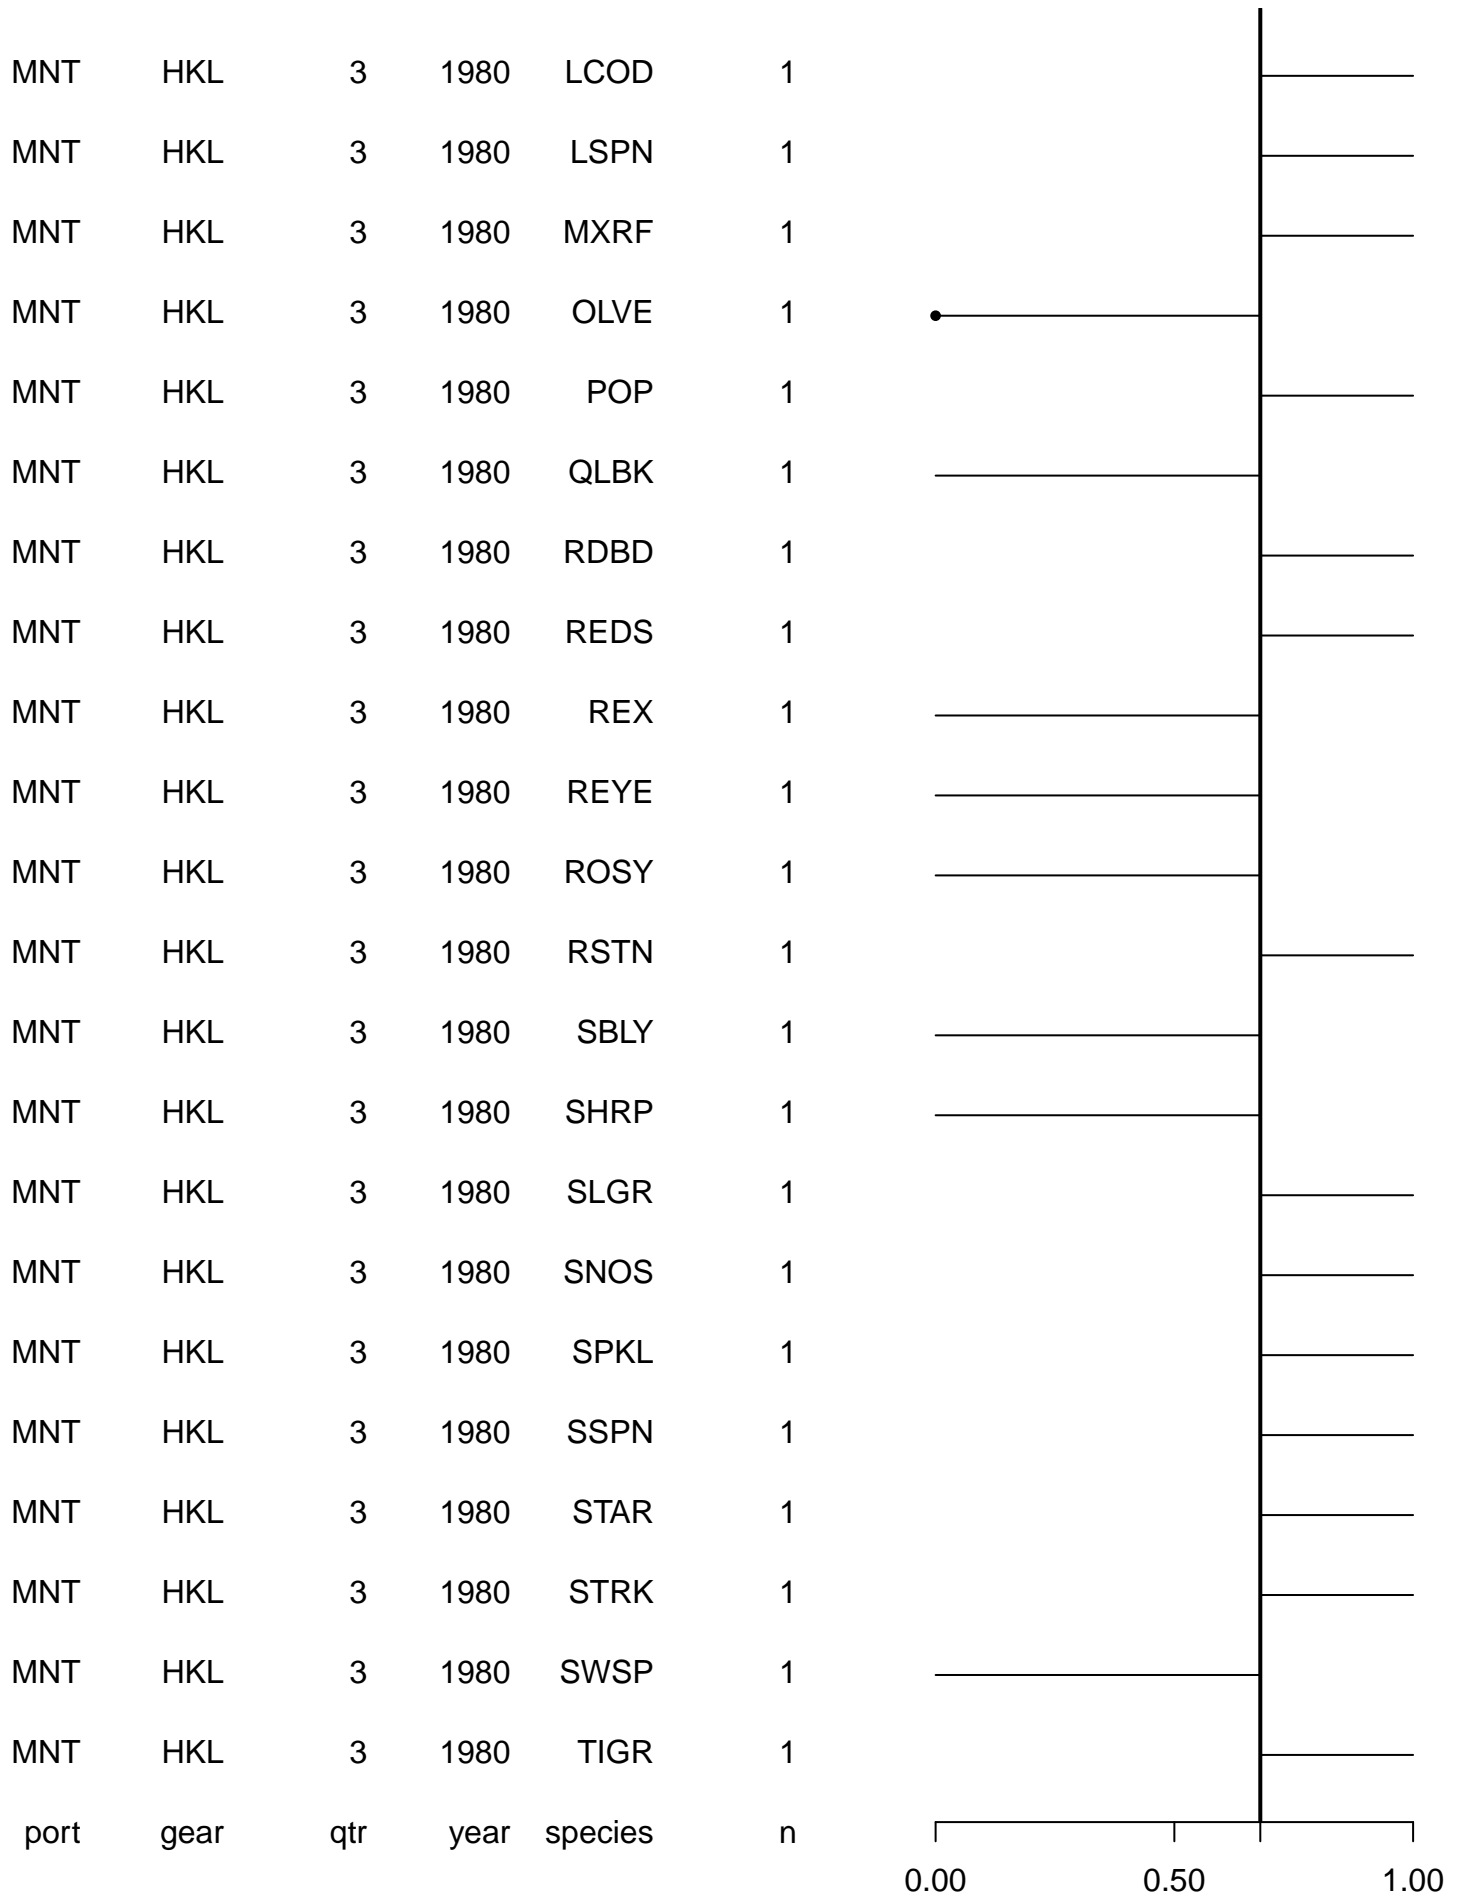 MNT HKL 3 1980 LCOD 1
MNT HKL 3 1980 LSPN 1
MNT HKL 3 1980 MXRF 1
MNT HKL 3 1980 OLVE 1
MNT HKL 3 1980 POP 1
MNT HKL 3 1980 QLBK 1
MNT HKL 3 1980 RDBD 1
MNT HKL 3 1980 REDS 1
MNT HKL 3 1980 REX 1
MNT HKL 3 1980 REYE 1
MNT HKL 3 1980 ROSY 1
MNT HKL 3 1980 RSTN 1
MNT HKL 3 1980 SBLY 1
MNT HKL 3 1980 SHRP 1
MNT HKL 3 1980 SLGR 1
MNT HKL 3 1980 SNOS 1
MNT HKL 3 1980 SPKL 1
MNT HKL 3 1980 SSPN 1
MNT HKL 3 1980 STAR 1
MNT HKL 3 1980 STRK 1
MNT HKL 3 1980 SWSP 1
MNT HKL 3 1980 TIGR 1
port gear qtr year species n
0.00 0.50 1.00